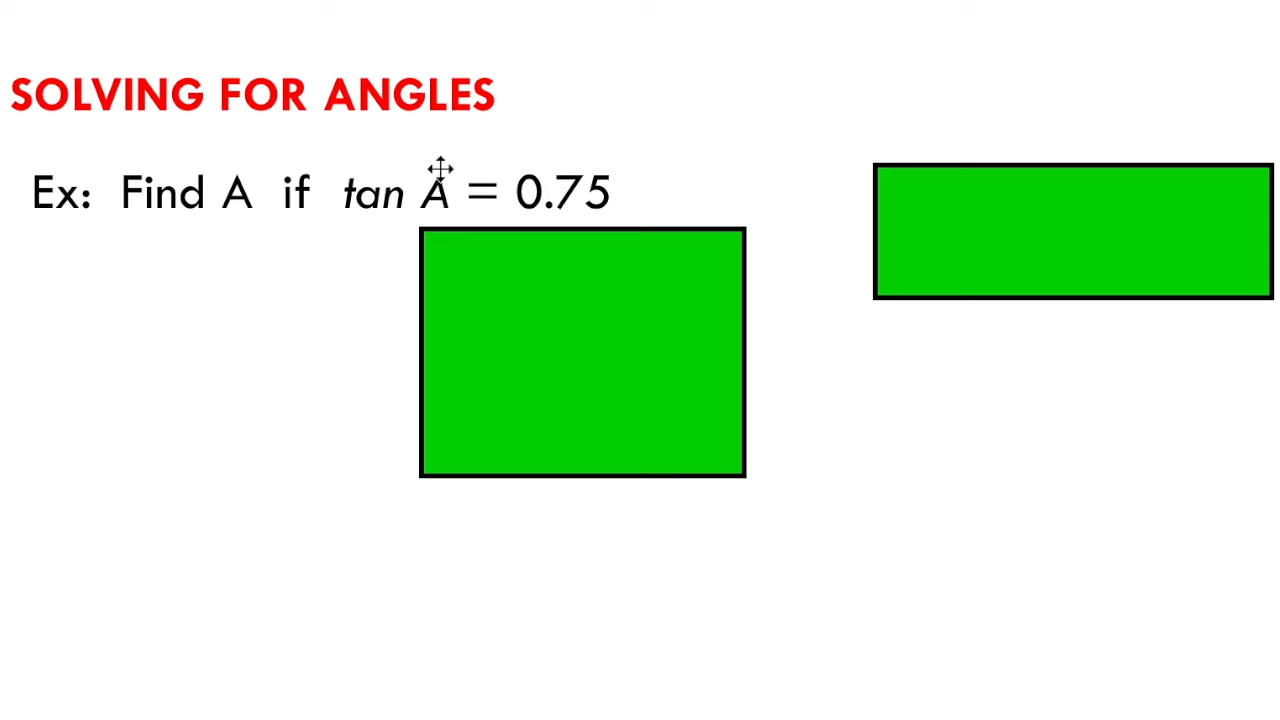 SOLVING FOR ANGLES
Ex: Find A if tan A = 0.75